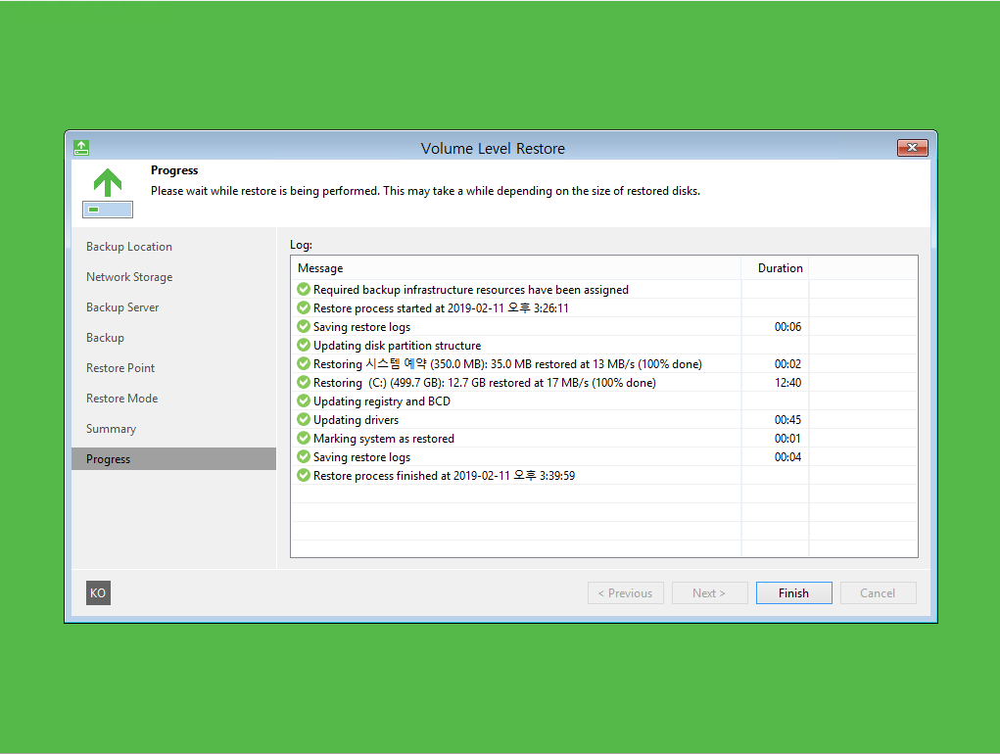 Volume Level Restore
Progress
Please wait while restore is being performed. This may take a while depending on the size of restored disks.
Backup Location
Network Storage
Backup Server
Backup
Restore Point
Restore Mode
Summary
Progress
Log:
Message Duration
Required backup infrastructure resources have been assigned
Restore process started at 2019-02-11 오후 3:26:11
Saving restore logs 00:06
Updating disk partition structure
Restoring 시스템 예약 (350.0 MB): 35.0 MB restored at 13 MB/s (100% done) 00:02
Restoring (C:) (499.7 GB): 12.7 GB restored at 17 MB/s (100% done) 12:40
Updating registry and BCD
Updating drivers 00:45
Marking system as restored 00:01
Saving restore logs 00:04
Restore process finished at 2019-02-11 오후 3:39:59
KO
< Previous Next > Finish Cancel